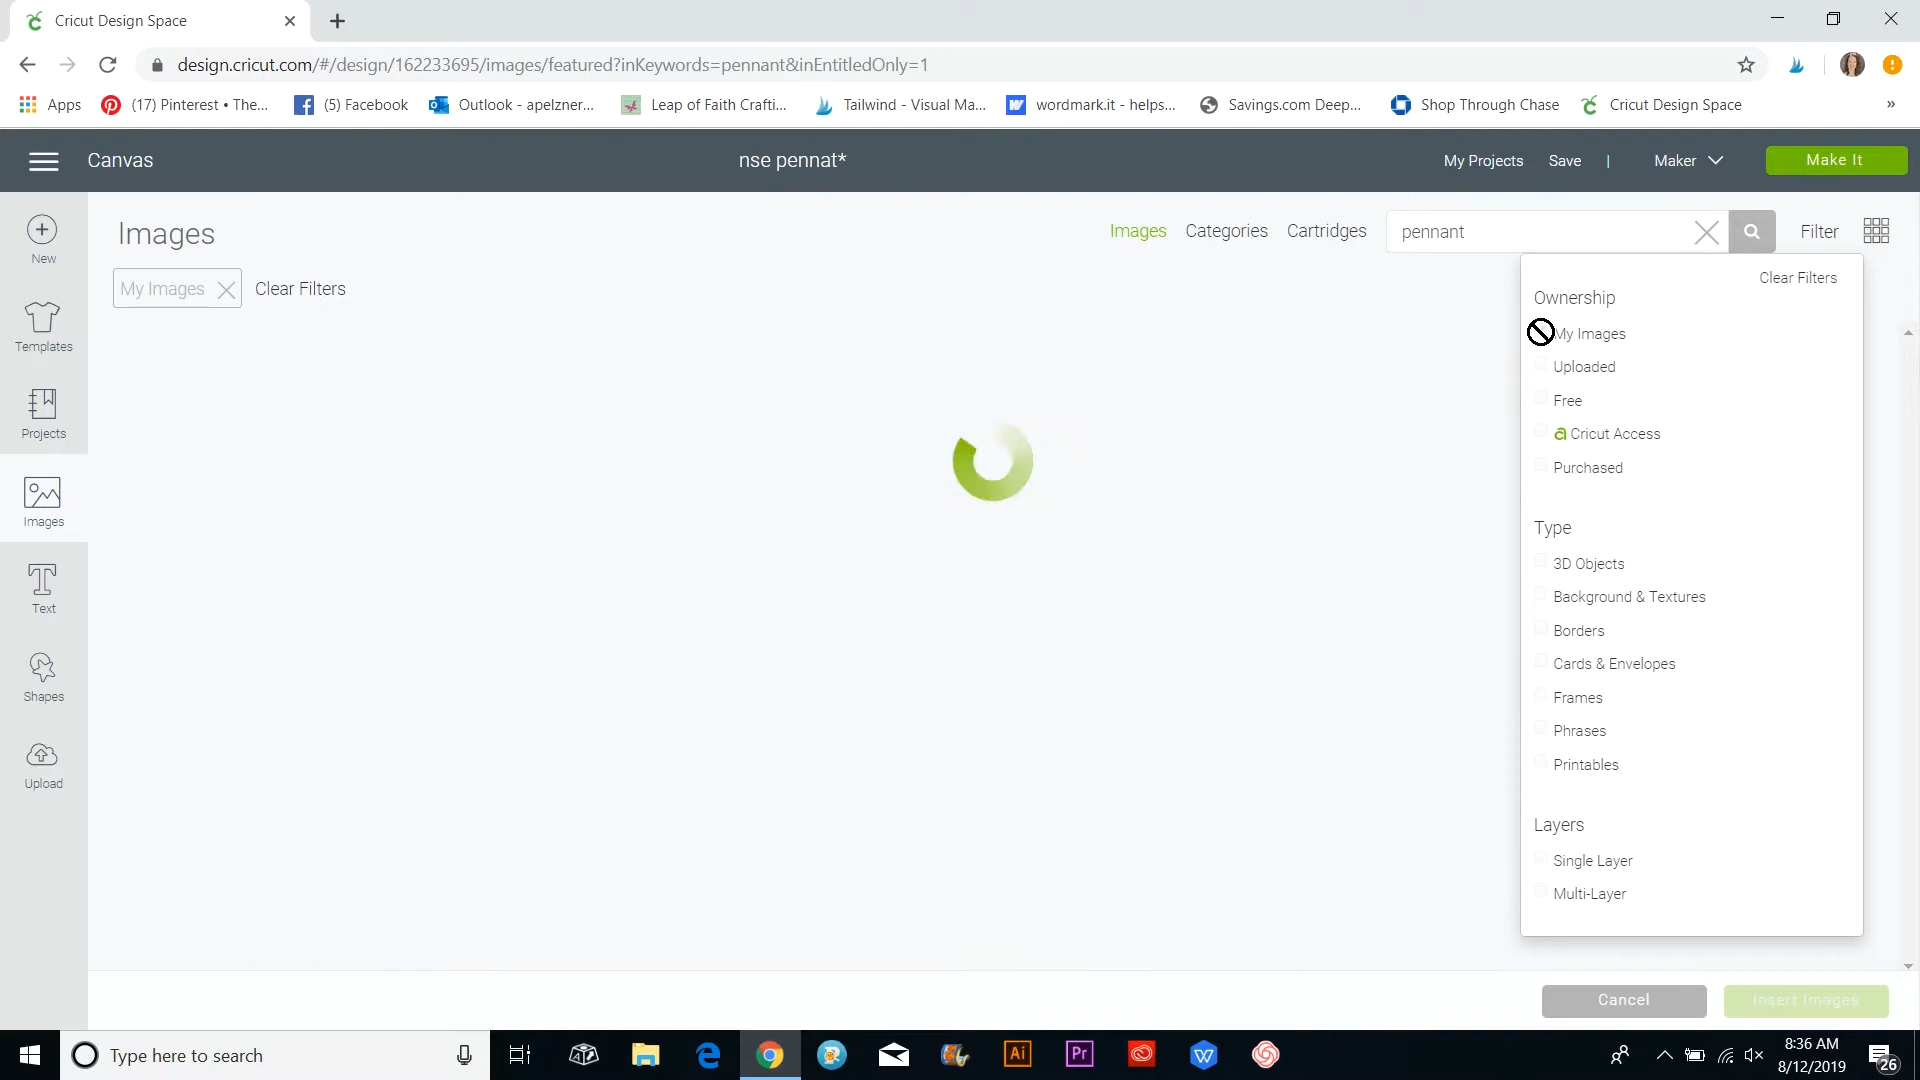 Cricut Design Space
design.cricut.com/#/design/162233695/images/featured?inKeywords=pennant&inEntitledOnly=1
Apps (17) Pinterest • The... (5) Facebook Outlook - apelzner... Leap of Faith Crafti... Tailwind - Visual Ma... wordmark.it - helps... Savings.com Deep... Shop Through Chase Cricut Design Space »
Canvas nse pennat* My Projects Save | Maker Make It
New
Templates
Projects
Images
Text
Shapes
Upload
Images Images Categories Cartridges pennant Filter
My Images Clear Filters
Clear Filters
Ownership
My Images
Uploaded
Free
a Cricut Access
Purchased
Type
3D Objects
Background & Textures
Borders
Cards & Envelopes
Frames
Phrases
Printables
Layers
Single Layer
Multi-Layer
Cancel Insert Images
Type here to search
Ai Pr W
8:36 AM
8/12/2019
26